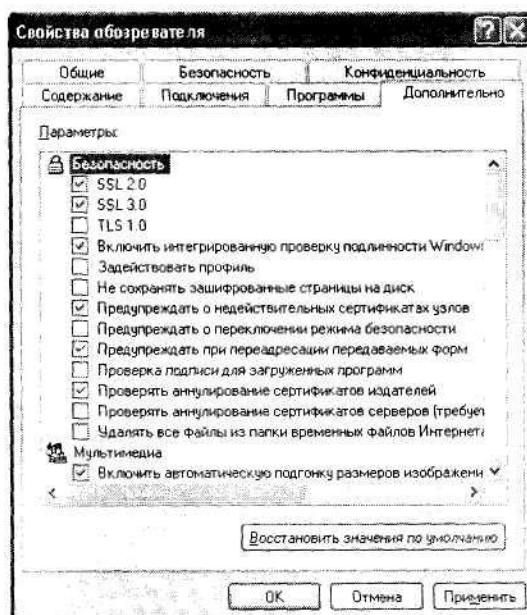 Свойства обозревателя
Общие Безопасность Конфиденциальность
Содержание Подключения Программы Дополнительно
Параметры:
Безопасность
SSL 2.0
SSL 3.0
TLS 1.0
Включить интегрированную проверку подлинности Window
Задействовать профиль
Не сохранять зашифрованные страницы на диск
Предупреждать о недействительных сертификатах узлов
Предупреждать о переключении режима безопасности
Предупреждать при переадресации передаваемых форм
Проверка подписи для загруженных программ
Проверять аннулирование сертификатов издателей
Проверять аннулирование сертификатов серверов (требует
Удалять все файлы из папки временных файлов Интернета
Мультимедиа
Включить автоматическую подгонку размеров изображени
Восстановить значения по умолчанию
OK Отмена Применить